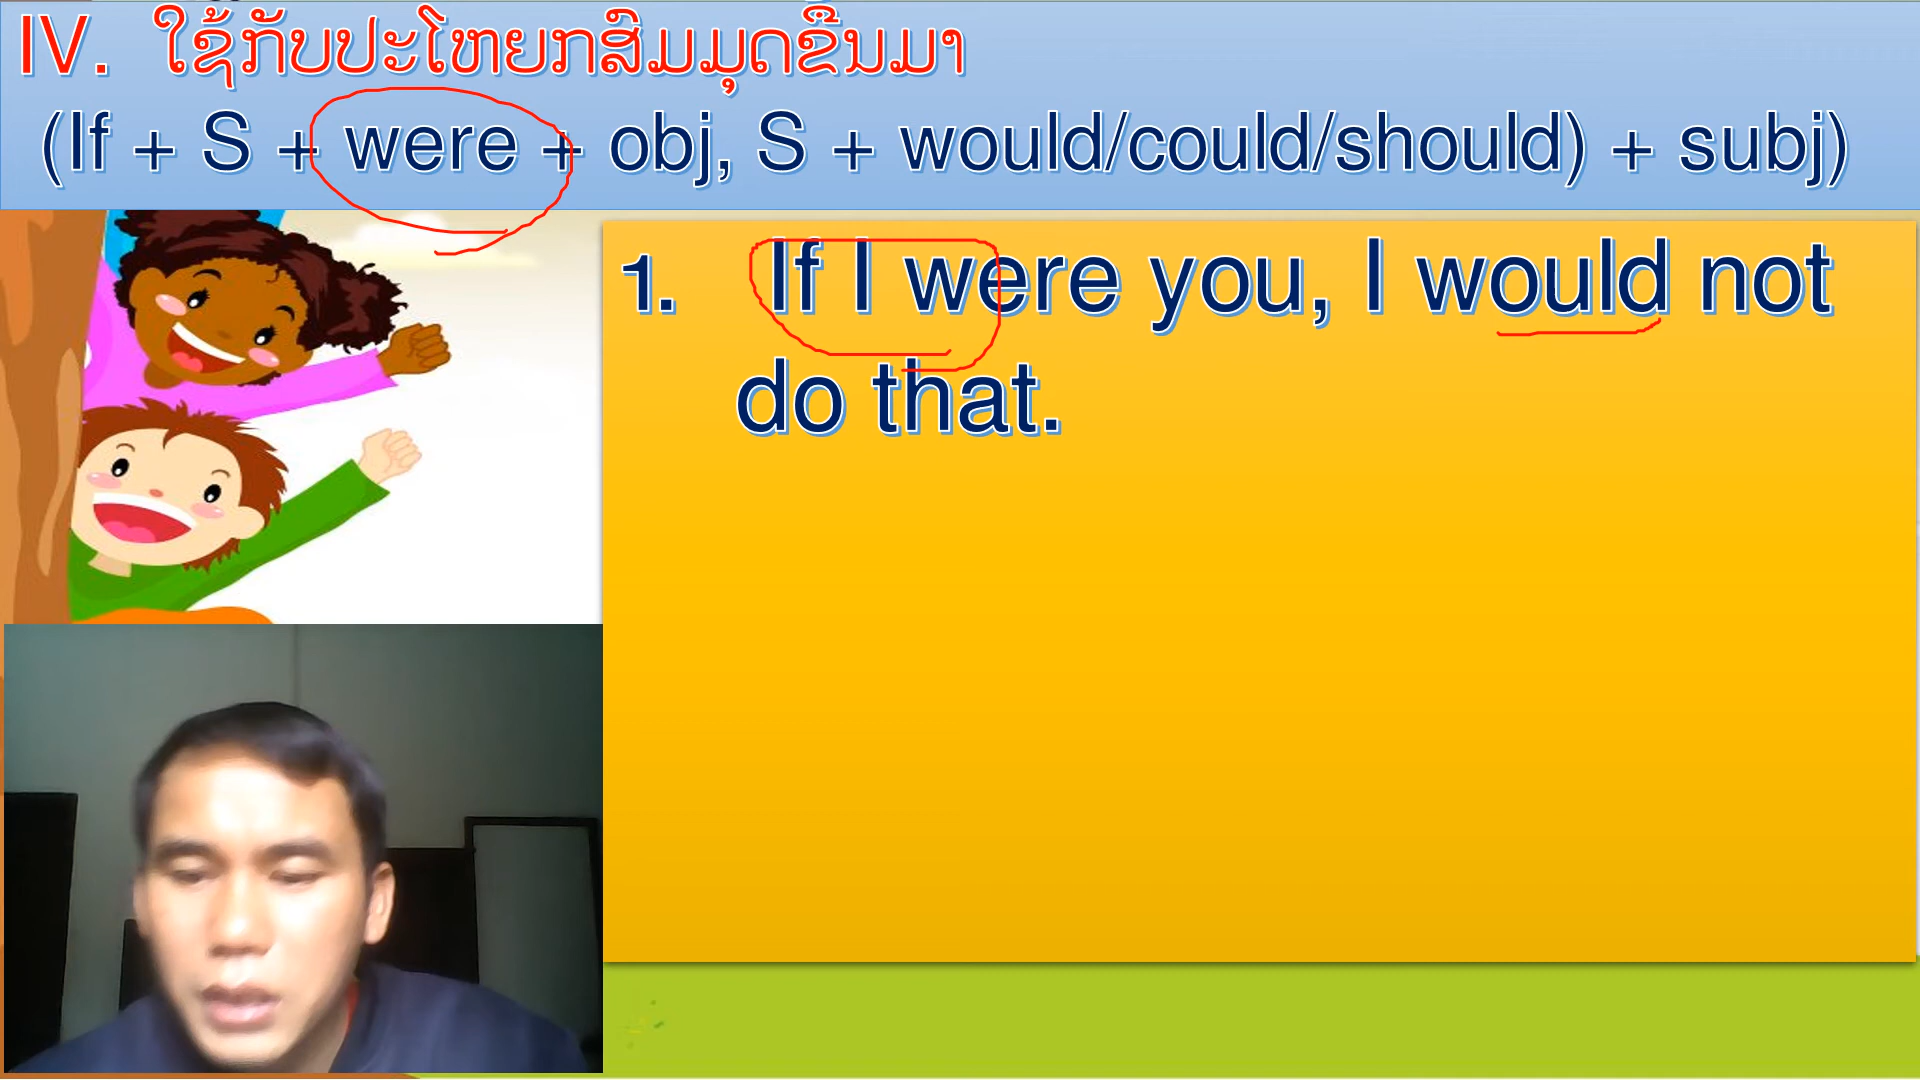 IV. ໃຊ້ກັບປະໂຫຍກສົມມຸດຂຶ້ນມາ
(If + S + were + obj, S + would/could/should) + subj)
1. If I were you, I would not
do that.